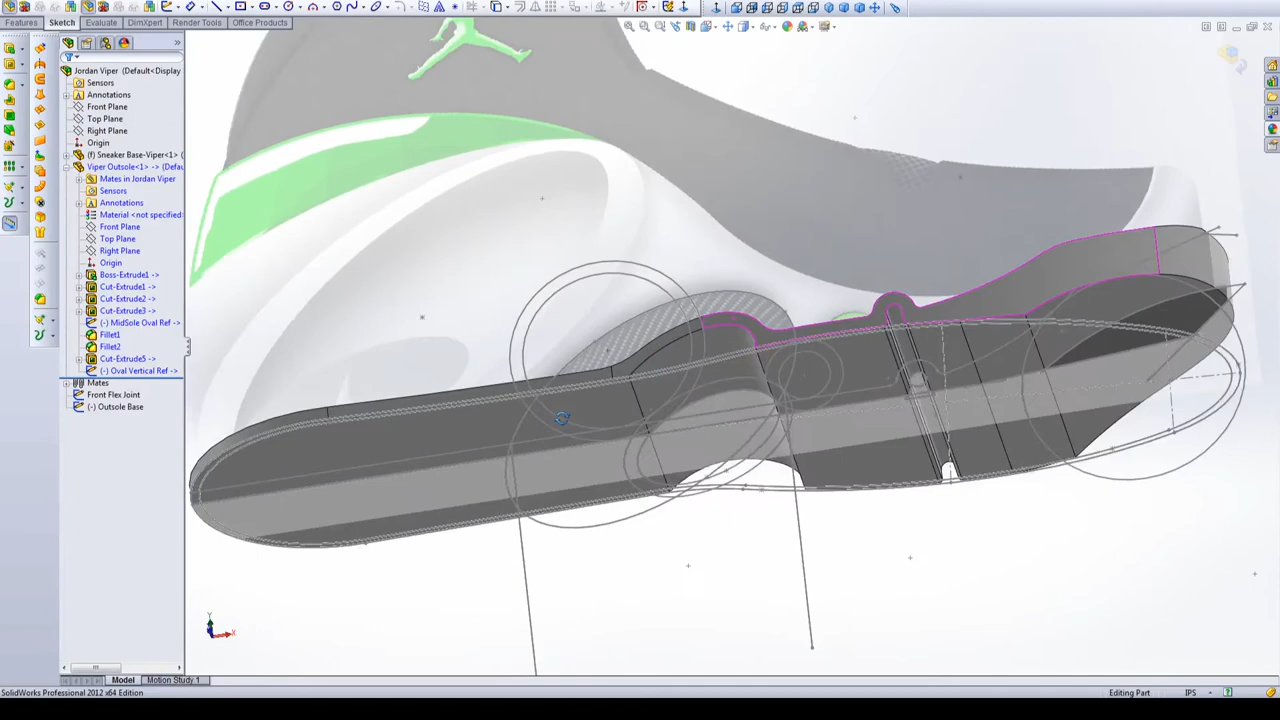 Features
Sketch
Evaluate
DimXpert
Render Tools
Office Products
Jordan Viper (Default<Display
Sensors
Annotations
Front Plane
Top Plane
Right Plane
Origin
(f) Sneaker Base-Viper<1> (
Viper Outsole<1> -> (Defau
Mates in Jordan Viper
Sensors
Annotations
Material <not specified>
Front Plane
Top Plane
Right Plane
Origin
Boss-Extrude1 ->
Cut-Extrude1 ->
Cut-Extrude2 ->
Cut-Extrude3 ->
(-) MidSole Oval Ref ->
Fillet1
Fillet2
Cut-Extrude5 ->
(-) Oval Vertical Ref ->
Mates
Front Flex Joint
(-) Outsole Base
Y
X
Model
Motion Study 1
SolidWorks Professional 2012 x64 Edition
Editing Part
IPS